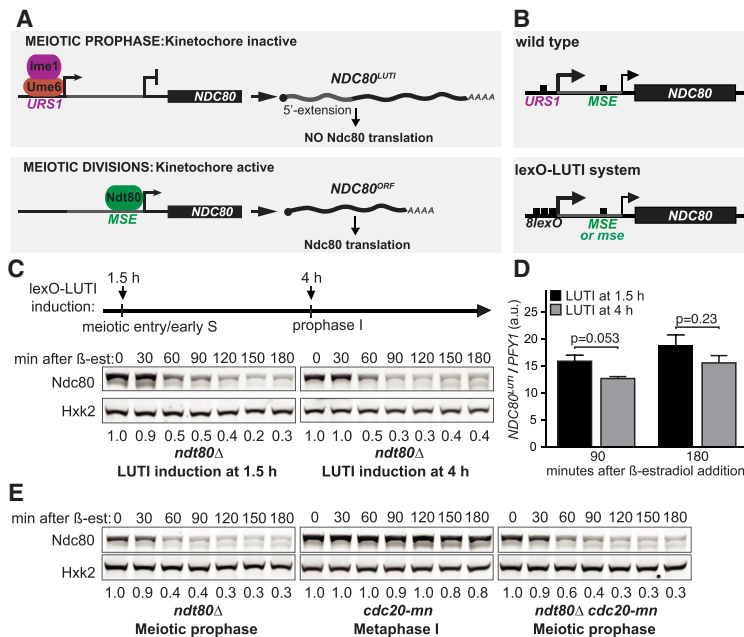 A
MEIOTIC PROPHASE:Kinetochore inactive
Ime1
Ume6
URS1
NDC80
NDC80LUTI
AAAA
5'-extension
NO Ndc80 translation
MEIOTIC DIVISIONS:Kinetochore active
Ndt80
MSE
NDC80
NDC80ORF
AAAA
Ndc80 translation
B
wild type
URS1
MSE
NDC80
lexO-LUTI system
8lexO
MSE
or mse
NDC80
C
lexO-LUTI
induction:
1.5 h
4 h
meiotic entry/early S
prophase I
min after ß-est: 0 30 60 90 120 150 180 0 30 60 90 120 150 180
Ndc80
Hxk2
1.0 0.9 0.5 0.5 0.4 0.2 0.3 1.0 1.0 0.5 0.3 0.3 0.4 0.4
ndt80Δ ndt80Δ
LUTI induction at 1.5 h LUTI induction at 4 h
D
LUTI at 1.5 h
LUTI at 4 h
NDC80LUTI / PFY1 (a.u.)
25
20
15
10
5
0
p=0.053
p=0.23
90 180
minutes after ß-estradiol addition
E
min after ß-est: 0 30 60 90 120 150 180 0 30 60 90 120 150 180 0 30 60 90 120 150 180
Ndc80
Hxk2
1.0 0.9 0.4 0.4 0.3 0.3 0.3 1.0 1.0 1.0 0.9 1.0 0.8 0.8 1.0 0.9 0.6 0.4 0.3 0.3 0.3
ndt80Δ cdc20-mn ndt80Δ cdc20-mn
Meiotic prophase Metaphase I Meiotic prophase